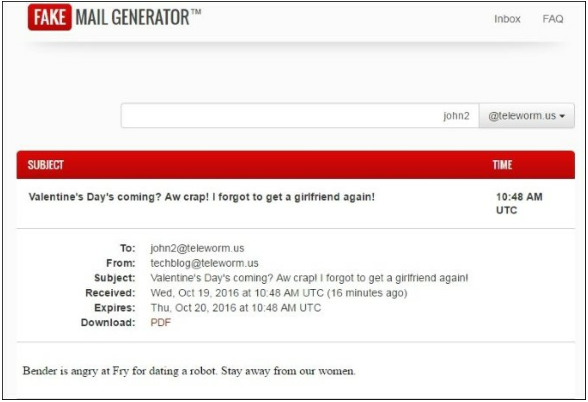 FAKE MAIL GENERATOR™
Inbox FAQ
john2 @teleworm.us
SUBJECT TIME
Valentine's Day's coming? Aw crap! I forgot to get a girlfriend again! 10:48 AM
UTC
To: john2@teleworm.us
From: techblog@teleworm.us
Subject: Valentine's Day's coming? Aw crap! I forgot to get a girlfriend again!
Received: Wed, Oct 19, 2016 at 10:48 AM UTC (16 minutes ago)
Expires: Thu, Oct 20, 2016 at 10:48 AM UTC
Download: PDF
Bender is angry at Fry for dating a robot. Stay away from our women.